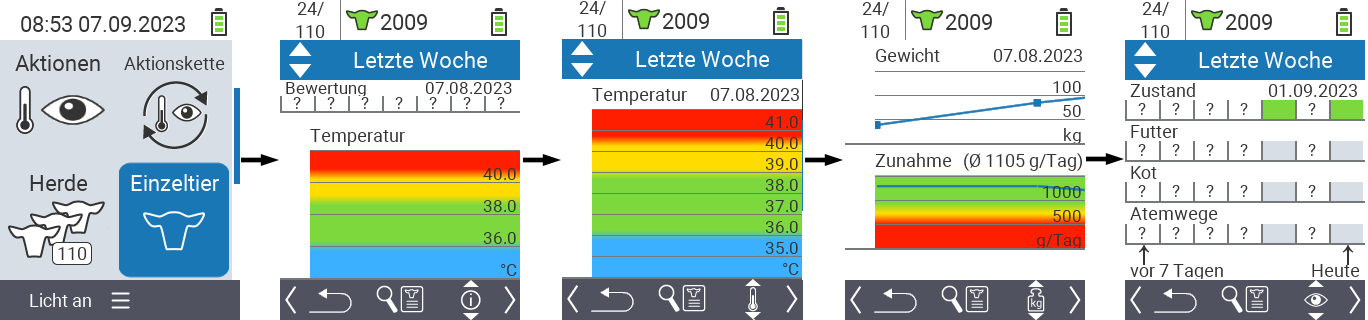 08:53 07.09.2023
Aktionen
Aktionskette
Herde
110
Einzeltier
Licht an
24/
110
2009
Letzte Woche
Bewertung 07.08.2023
? ? ? ? ? ? ?
Temperatur
40.0
38.0
36.0
°C
24/
110
2009
Letzte Woche
Temperatur 07.08.2023
41.0
40.0
39.0
38.0
37.0
36.0
35.0
°C
24/
110
2009
Gewicht 07.08.2023
100
50
kg
Zunahme (Ø 1105 g/Tag)
1000
500
g/Tag
kg
24/
110
2009
Letzte Woche
Zustand 01.09.2023
? ? ? ? ?
Futter
? ? ? ? ?
Kot
? ? ? ? ?
Atemwege
? ? ? ? ?
vor 7 Tagen Heute